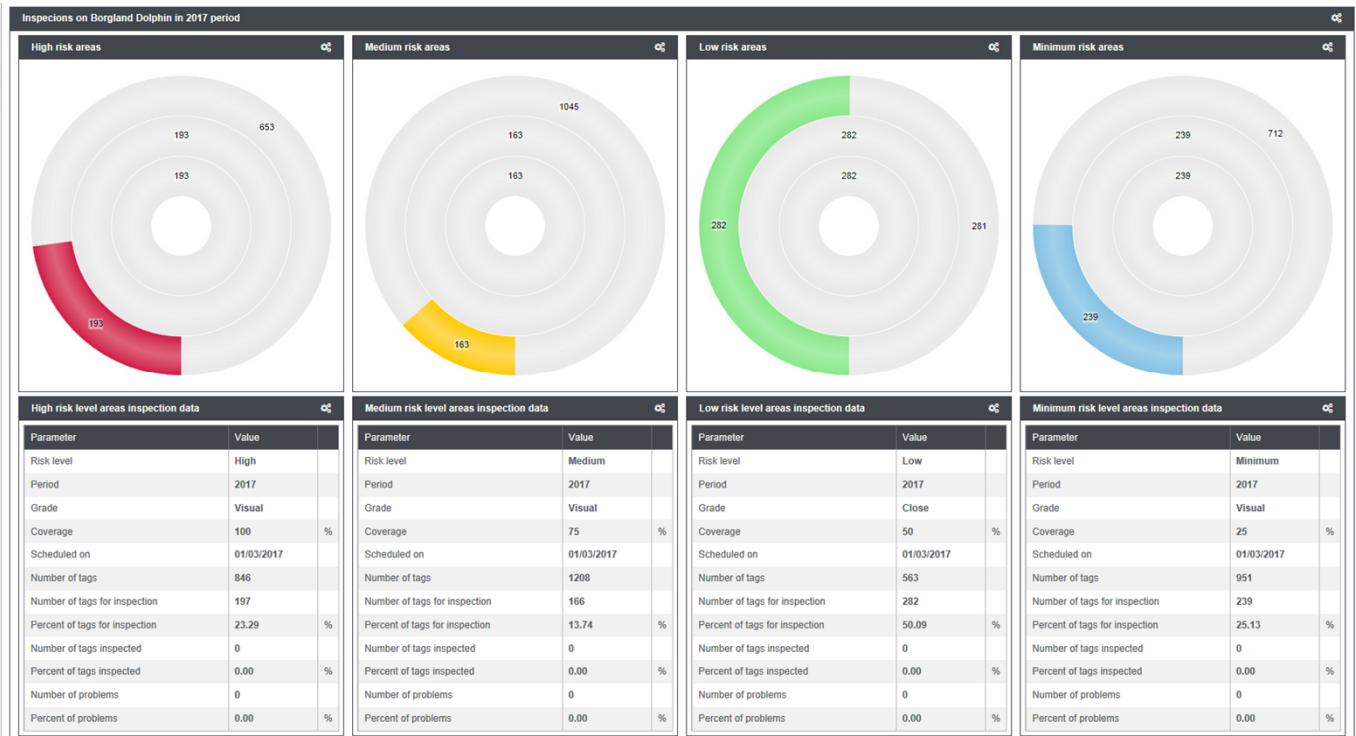 Inspecions on Borgland Dolphin in 2017 period
High risk areas
653
193
193
193
Medium risk areas
1045
163
163
163
Low risk areas
282
282
282
281
Minimum risk areas
239
712
239
239
High risk level areas inspection data
Parameter Value
Risk level High
Period 2017
Grade Visual
Coverage 100 %
Scheduled on 01/03/2017
Number of tags 846
Number of tags for inspection 197
Percent of tags for inspection 23.29 %
Number of tags inspected 0
Percent of tags inspected 0.00 %
Number of problems 0
Percent of problems 0.00 %
Medium risk level areas inspection data
Parameter Value
Risk level Medium
Period 2017
Grade Visual
Coverage 75 %
Scheduled on 01/03/2017
Number of tags 1208
Number of tags for inspection 166
Percent of tags for inspection 13.74 %
Number of tags inspected 0
Percent of tags inspected 0.00 %
Number of problems 0
Percent of problems 0.00 %
Low risk level areas inspection data
Parameter Value
Risk level Low
Period 2017
Grade Close
Coverage 50 %
Scheduled on 01/03/2017
Number of tags 563
Number of tags for inspection 282
Percent of tags for inspection 50.09 %
Number of tags inspected 0
Percent of tags inspected 0.00 %
Number of problems 0
Percent of problems 0.00 %
Minimum risk level areas inspection data
Parameter Value
Risk level Minimum
Period 2017
Grade Visual
Coverage 25 %
Scheduled on 01/03/2017
Number of tags 951
Number of tags for inspection 239
Percent of tags for inspection 25.13 %
Number of tags inspected 0
Percent of tags inspected 0.00 %
Number of problems 0
Percent of problems 0.00 %